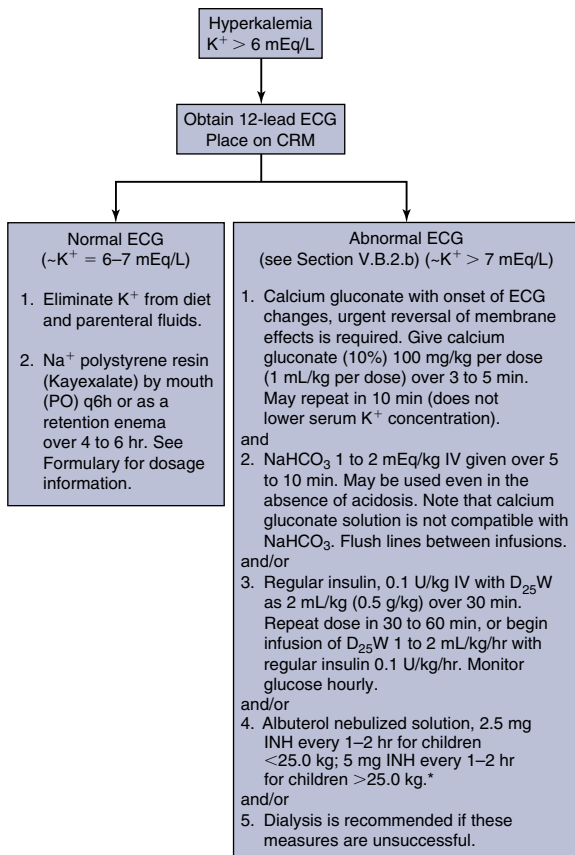 Hyperkalemia
K⁺ > 6 mEq/L
Obtain 12-lead ECG
Place on CRM
Normal ECG
(~K⁺ = 6–7 mEq/L)
1. Eliminate K⁺ from diet
and parenteral fluids.
2. Na⁺ polystyrene resin
(Kayexalate) by mouth
(PO) q6h or as a
retention enema
over 4 to 6 hr. See
Formulary for dosage
information.
Abnormal ECG
(see Section V.B.2.b) (~K⁺ > 7 mEq/L)
1. Calcium gluconate with onset of ECG
changes, urgent reversal of membrane
effects is required. Give calcium
gluconate (10%) 100 mg/kg per dose
(1 mL/kg per dose) over 3 to 5 min.
May repeat in 10 min (does not
lower serum K⁺ concentration).
and
2. NaHCO₃ 1 to 2 mEq/kg IV given over 5
to 10 min. May be used even in the
absence of acidosis. Note that calcium
gluconate solution is not compatible with
NaHCO₃. Flush lines between infusions.
and/or
3. Regular insulin, 0.1 U/kg IV with D₂₅W
as 2 mL/kg (0.5 g/kg) over 30 min.
Repeat dose in 30 to 60 min, or begin
infusion of D₂₅W 1 to 2 mL/kg/hr with
regular insulin 0.1 U/kg/hr. Monitor
glucose hourly.
and/or
4. Albuterol nebulized solution, 2.5 mg
INH every 1–2 hr for children
<25.0 kg; 5 mg INH every 1–2 hr
for children >25.0 kg.*
and/or
5. Dialysis is recommended if these
measures are unsuccessful.